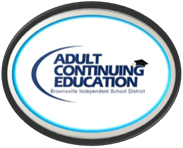 ADULT
CONTINUING
EDUCATION
Brownsville Independent School District